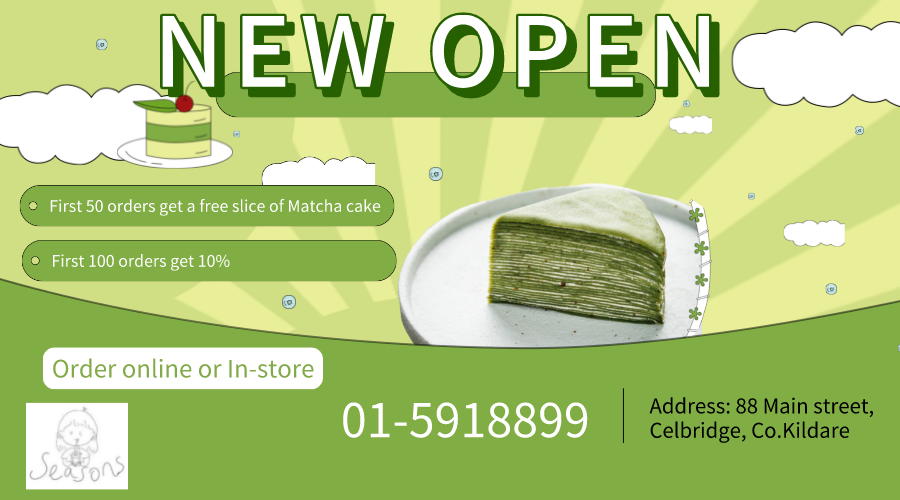 NEW OPEN
First 50 orders get a free slice of Matcha cake
First 100 orders get 10%
Order online or In-store
01-5918899
Address: 88 Main street,
Celbridge, Co.Kildare
Seasons